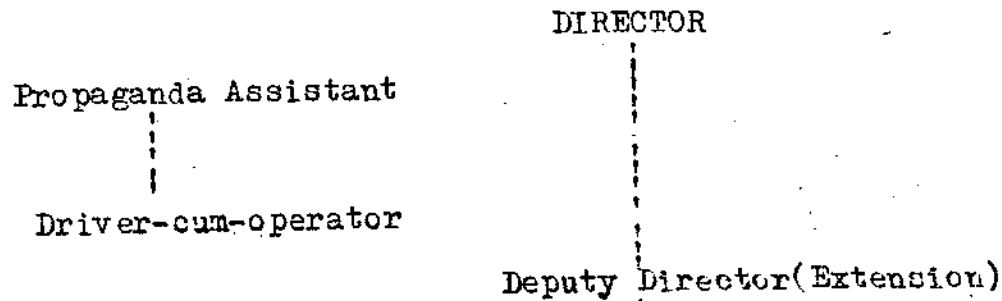 DIRECTOR
Propaganda Assistant
Driver-cum-operator
Deputy Director(Extension)